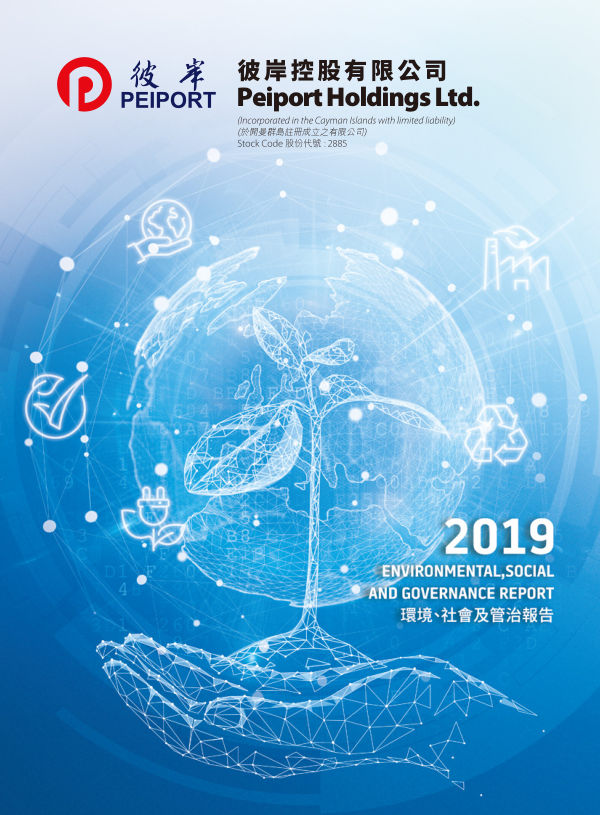 彼岸
PEIPORT
彼岸控股有限公司
Peiport Holdings Ltd.
(Incorporated in the Cayman Islands with limited liability)
(於開曼群島註冊成立之有限公司)
Stock Code 股份代號 : 2885
2019
ENVIRONMENTAL,SOCIAL
AND GOVERNANCE REPORT
環境、社會及管治報告